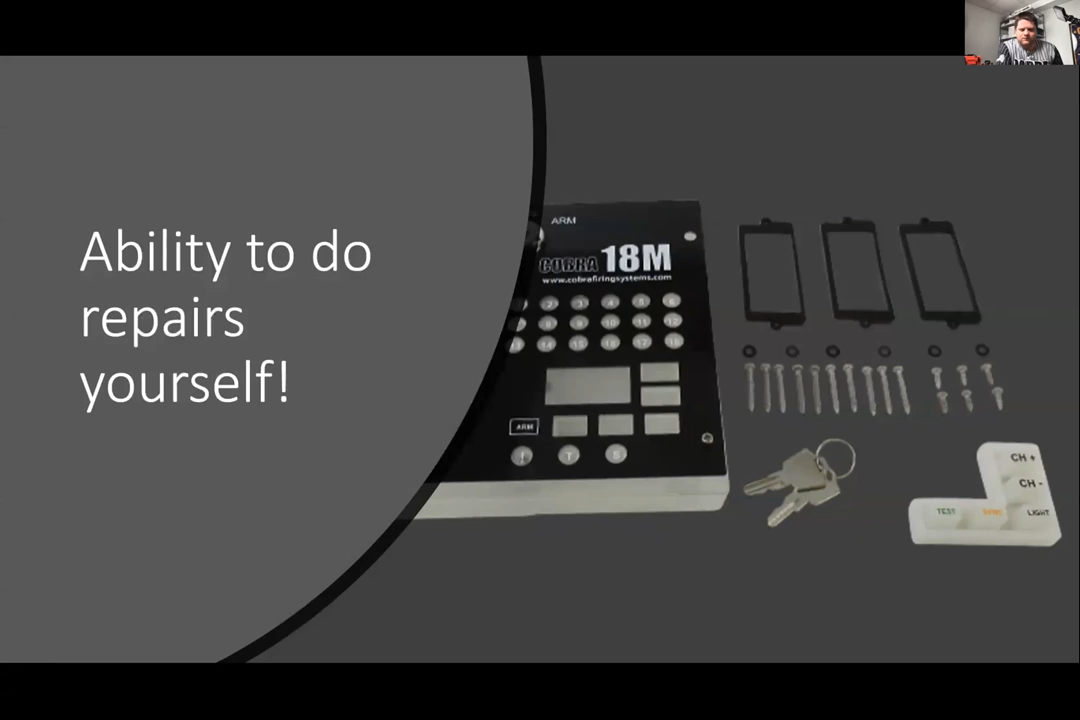 Ability to do
repairs
yourself!
ARM
COBRA 18M
www.cobrafiringsystems.com
2 3 4 5 6
8 9 10 11 12
14 15 16 17 18
ARM
T S
CH +
CH -
TEST SYNC LIGHT